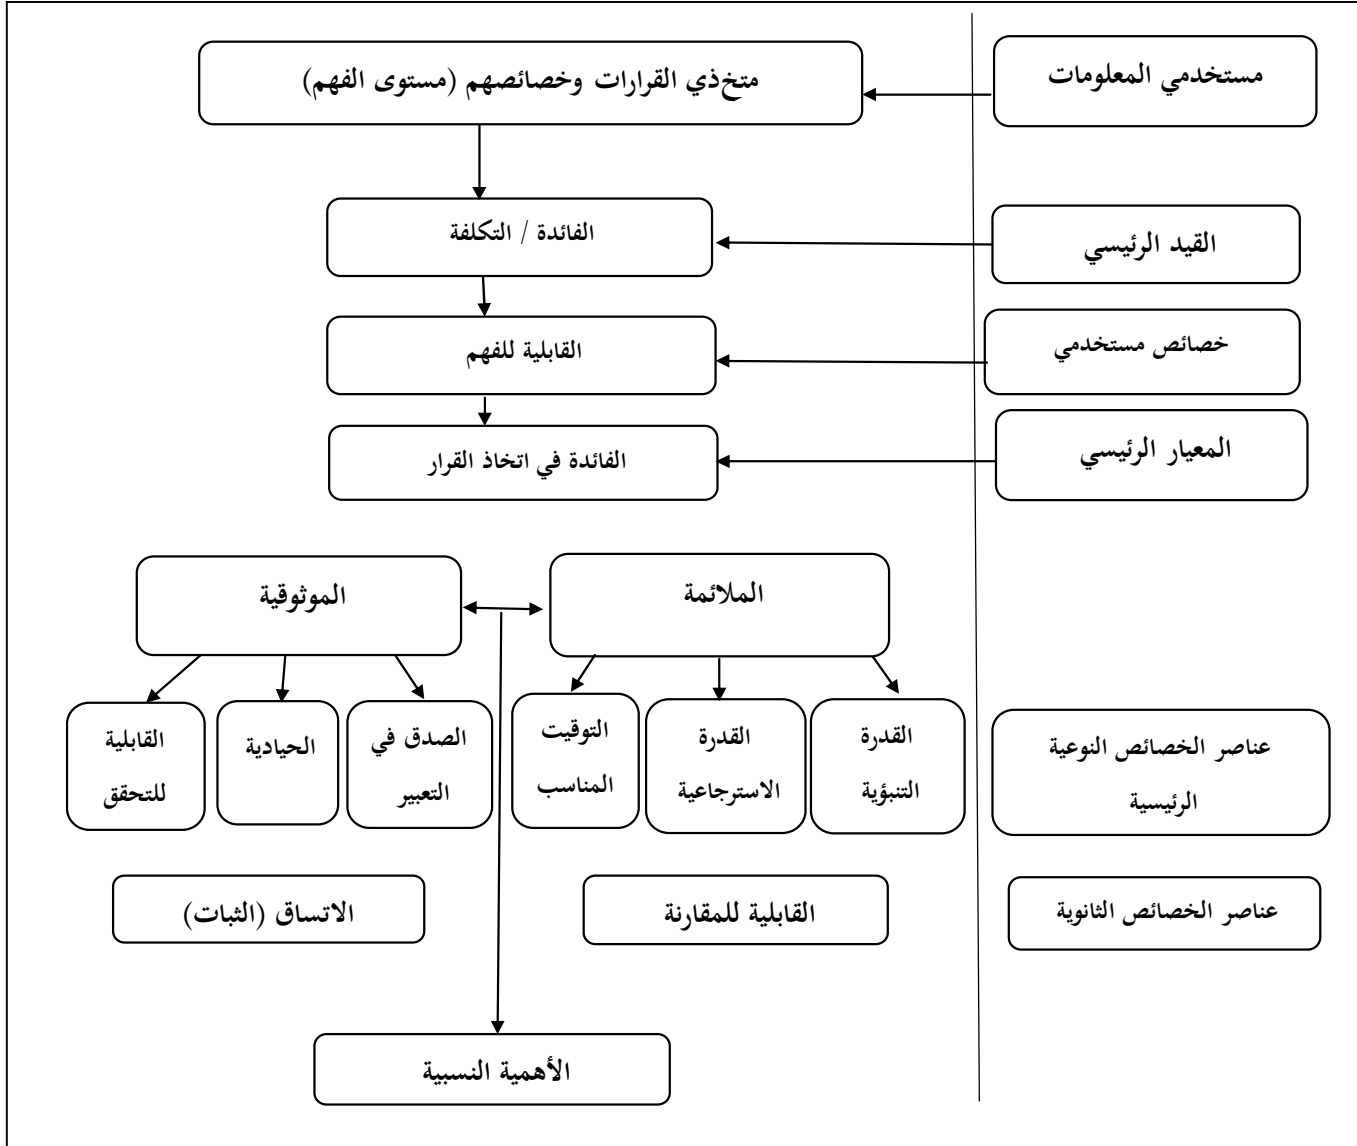 مستخدمي المعلومات
متخذي القرارات وخصائصهم (مستوى الفهم)
القيد الرئيسي
الفائدة / التكلفة
خصائص مستخدمي
القابلية للفهم
المعيار الرئيسي
الفائدة في اتخاذ القرار
الملائمة
الموثوقية
عناصر الخصائص النوعية
الرئيسية
القدرة
التنبؤية
القدرة
الاسترجاعية
التوقيت
المناسب
الصدق في
التعبير
الحيادية
القابلية
للتحقق
عناصر الخصائص الثانوية
القابلية للمقارنة
الاتساق (الثبات)
الأهمية النسبية